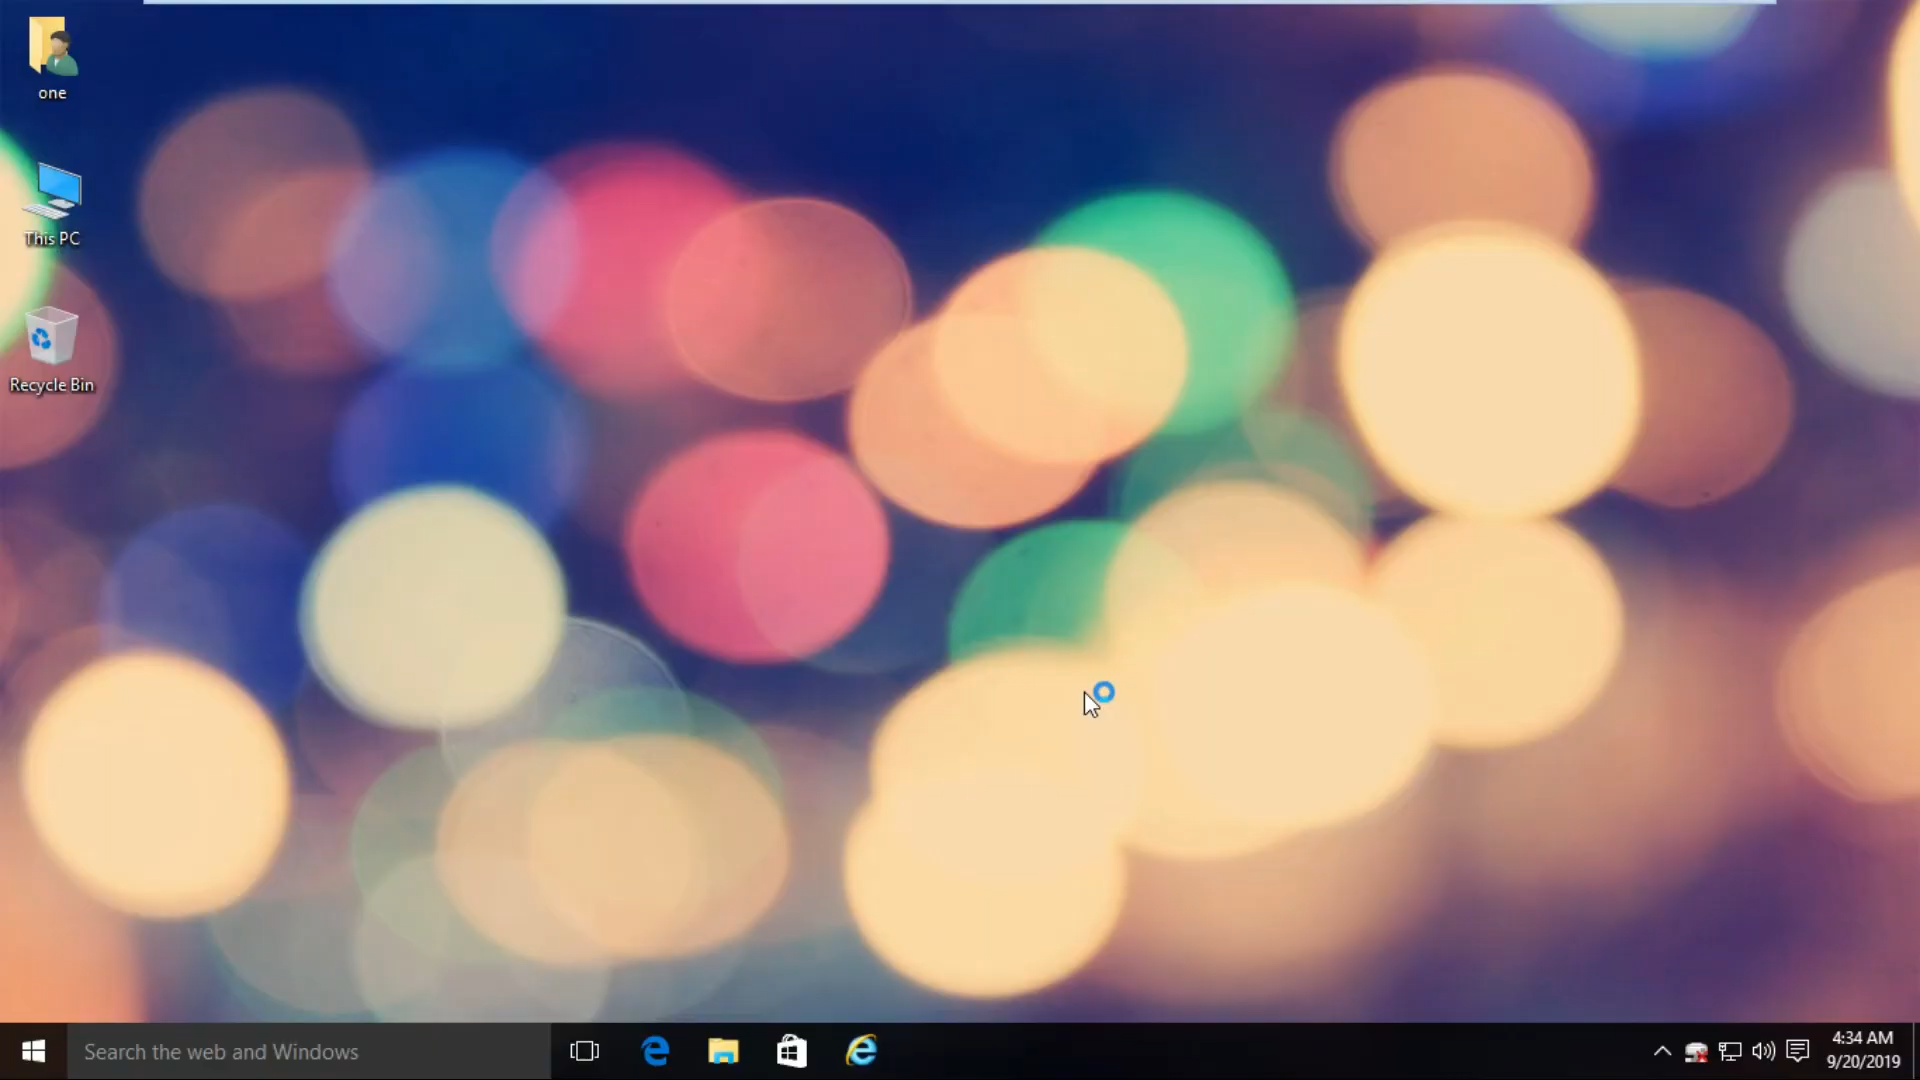 one
This PC
Recycle Bin
Search the web and Windows
4:34 AM
9/20/2019